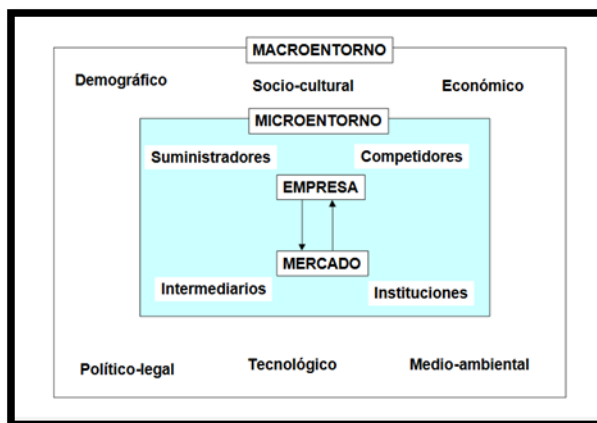 MACROENTORNO
Demográfico
Socio-cultural
Económico
MICROENTORNO
Suministradores
Competidores
EMPRESA
MERCADO
Intermediarios
Instituciones
Político-legal
Tecnológico
Medio-ambiental